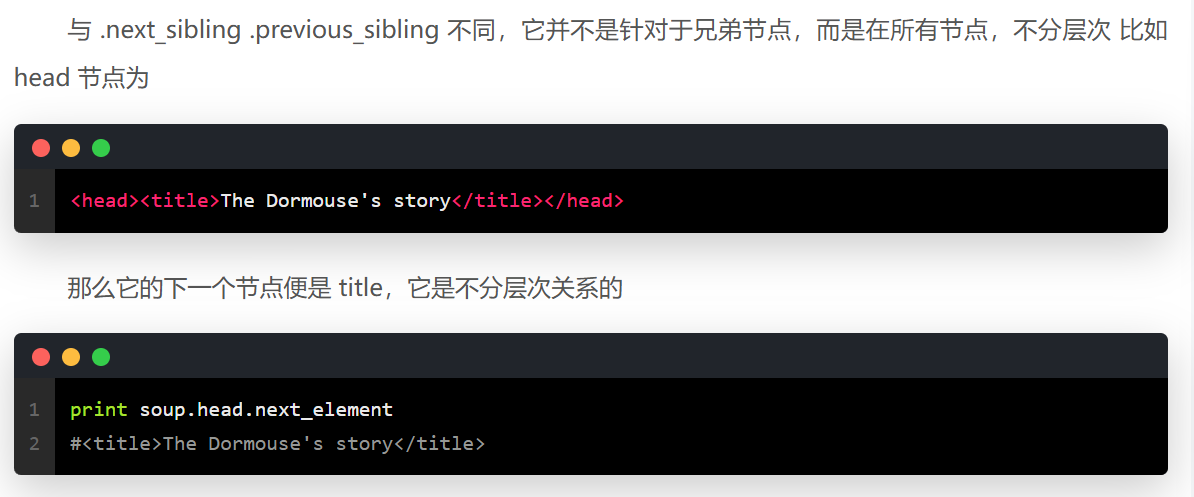 与 .next_sibling .previous_sibling 不同，它并不是针对于兄弟节点，而是在所有节点，不分层次 比如
head 节点为
1 <head><title>The Dormouse's story</title></head>
那么它的下一个节点便是 title，它是不分层次关系的
1 print soup.head.next_element
2 #<title>The Dormouse's story</title>